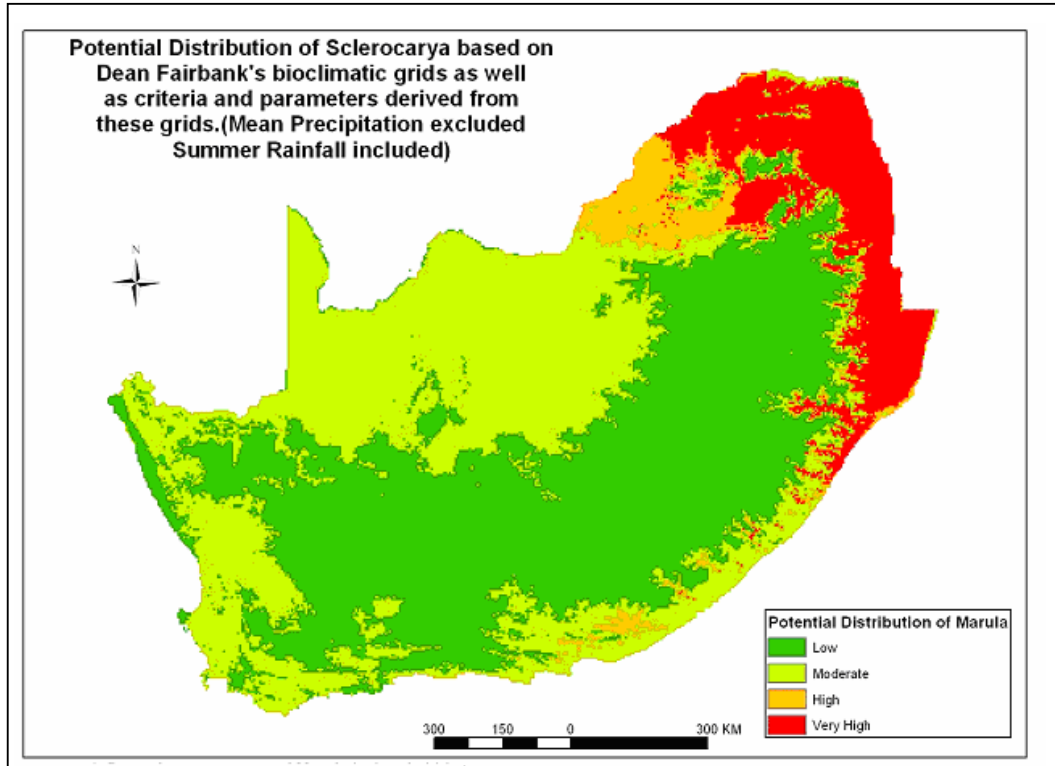 Potential Distribution of Sclerocarya based on
Dean Fairbank's bioclimatic grids as well
as criteria and parameters derived from
these grids.(Mean Precipitation excluded
Summer Rainfall included)
N
Potential Distribution of Marula
Low
Moderate
High
Very High
300 150 0 300 KM